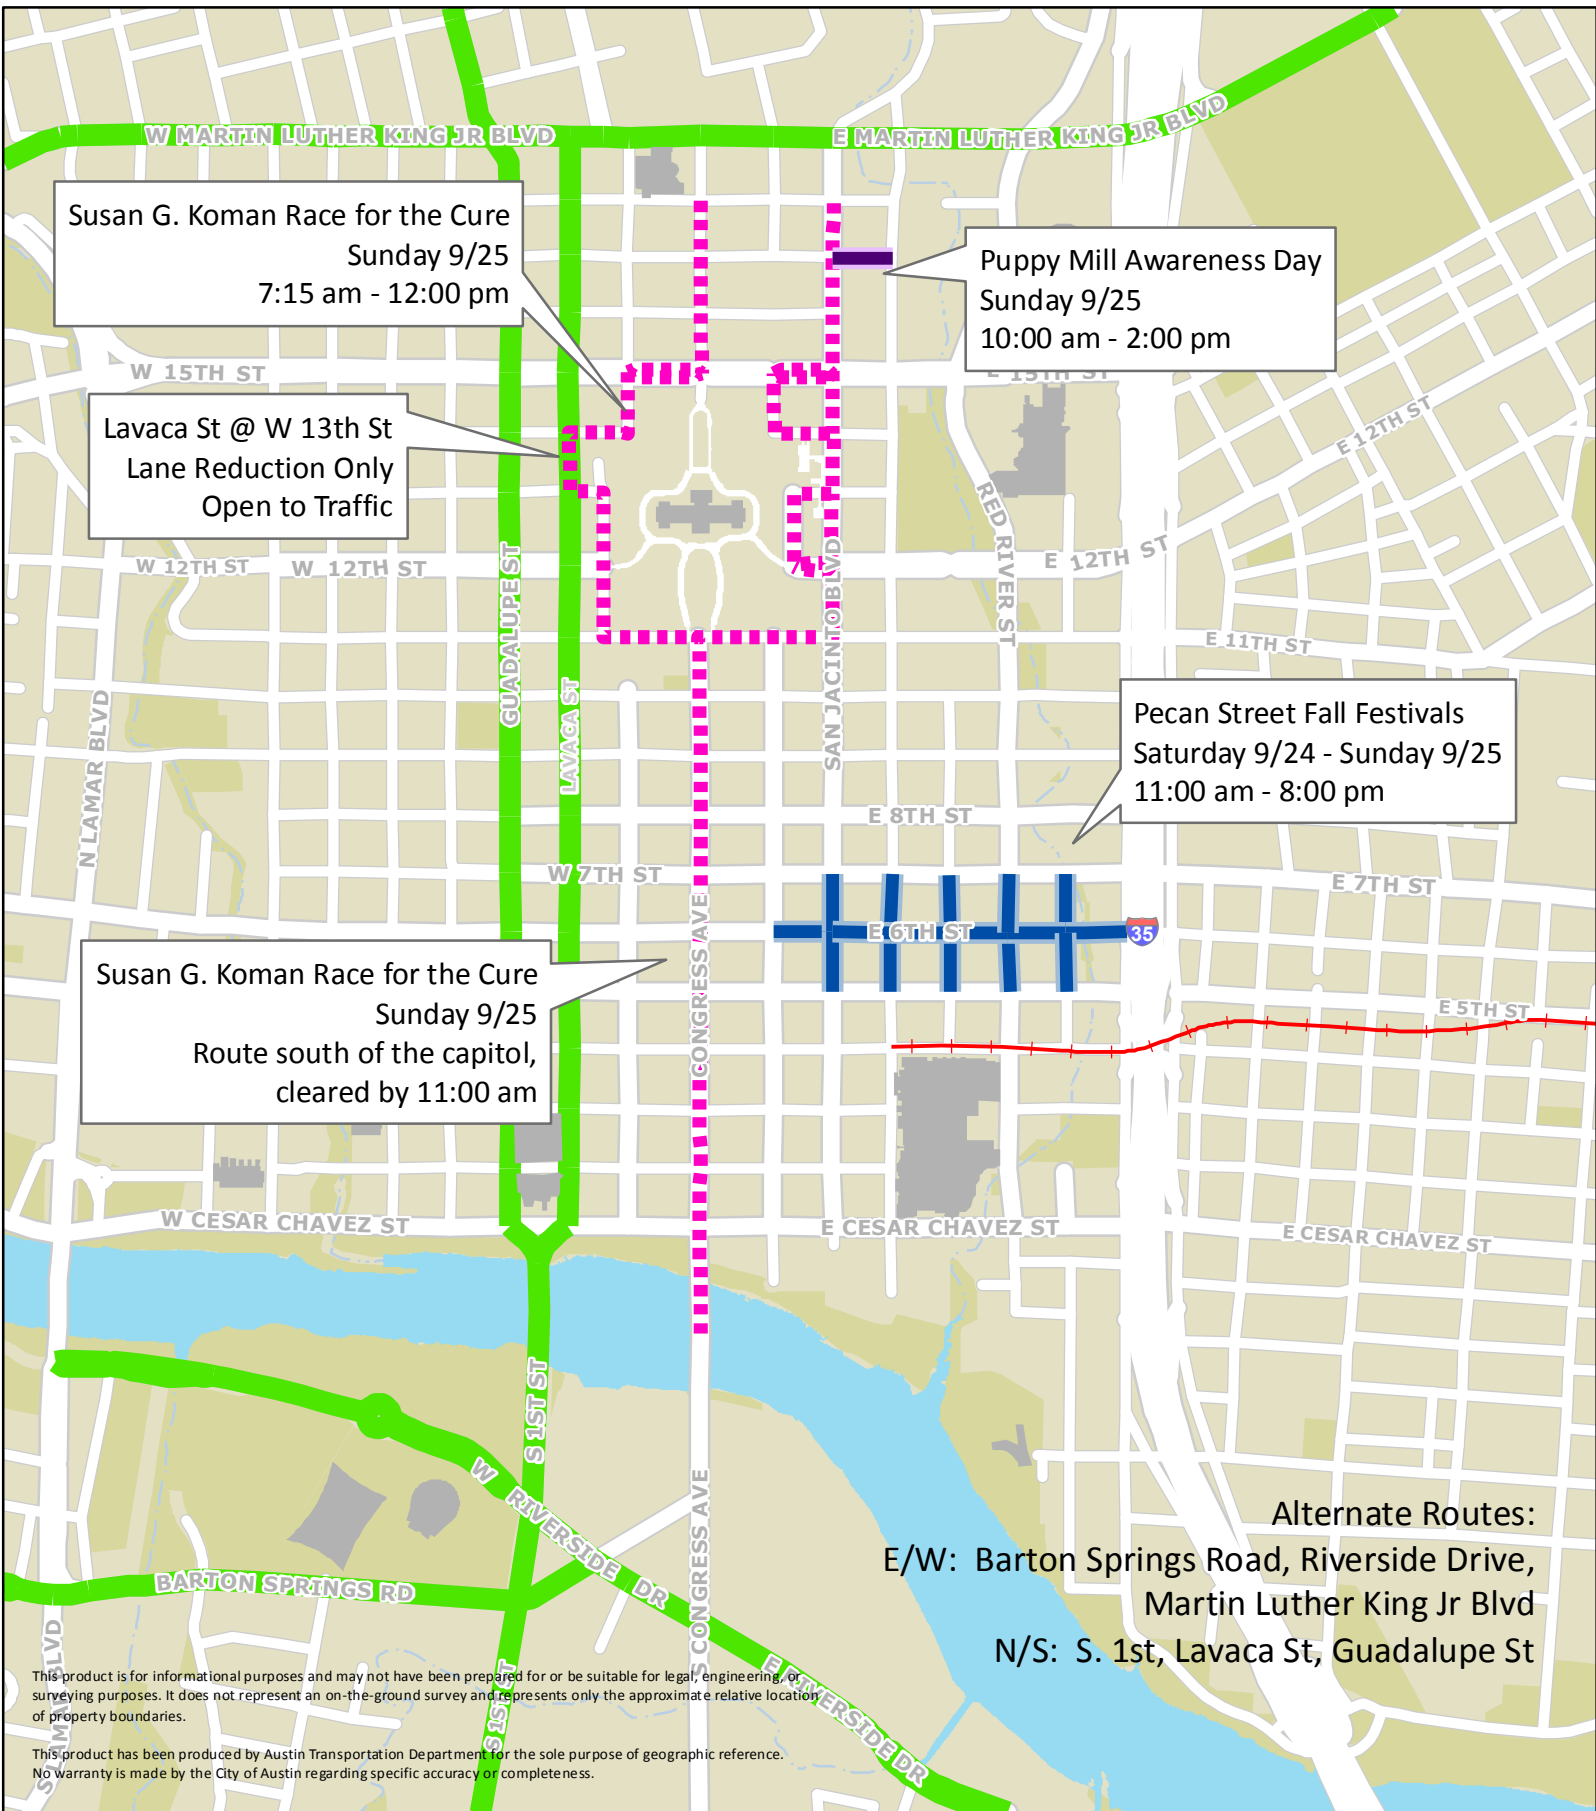 W MARTIN LUTHER KING JR BLVD
E MARTIN LUTHER KING JR BLVD
Susan G. Koman Race for the Cure
Sunday 9/25
7:15 am - 12:00 pm
Puppy Mill Awareness Day
Sunday 9/25
10:00 am - 2:00 pm
W 15TH ST
E 15TH ST
Lavaca St @ W 13th St
Lane Reduction Only
Open to Traffic
E 12TH ST
RED RIVER ST
W 12TH ST
W 12TH ST
E 12TH ST
GUADALUPE ST
SAN JACINTO BLVD
E 11TH ST
N LAMAR BLVD
LAVACA ST
Pecan Street Fall Festivals
Saturday 9/24 - Sunday 9/25
11:00 am - 8:00 pm
E 8TH ST
W 7TH ST
E 7TH ST
E 6TH ST
35
CONGRESS AVE
Susan G. Koman Race for the Cure
Sunday 9/25
Route south of the capitol,
cleared by 11:00 am
E 5TH ST
W CESAR CHAVEZ ST
E CESAR CHAVEZ ST
E CESAR CHAVEZ ST
S 1ST ST
W RIVERSIDE DR
S CONGRESS AVE
BARTON SPRINGS RD
Alternate Routes:
E/W: Barton Springs Road, Riverside Drive,
Martin Luther King Jr Blvd
N/S: S. 1st, Lavaca St, Guadalupe St
S LAMAR BLVD
S 1ST ST
E RIVERSIDE DR
This product is for informational purposes and may not have been prepared for or be suitable for legal, engineering, or
surveying purposes. It does not represent an on-the-ground survey and represents only the approximate relative location
of property boundaries.
This product has been produced by Austin Transportation Department for the sole purpose of geographic reference.
No warranty is made by the City of Austin regarding specific accuracy or completeness.